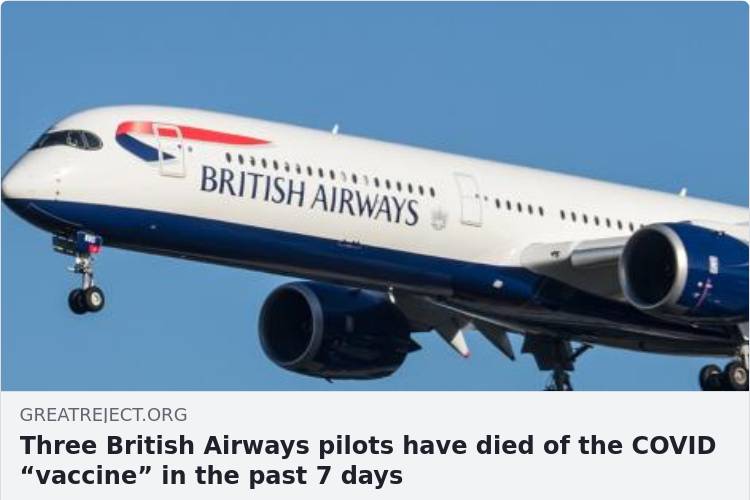 BRITISH AIRWAYS
GREATREJECT.ORG
Three British Airways pilots have died of the COVID
“vaccine” in the past 7 days